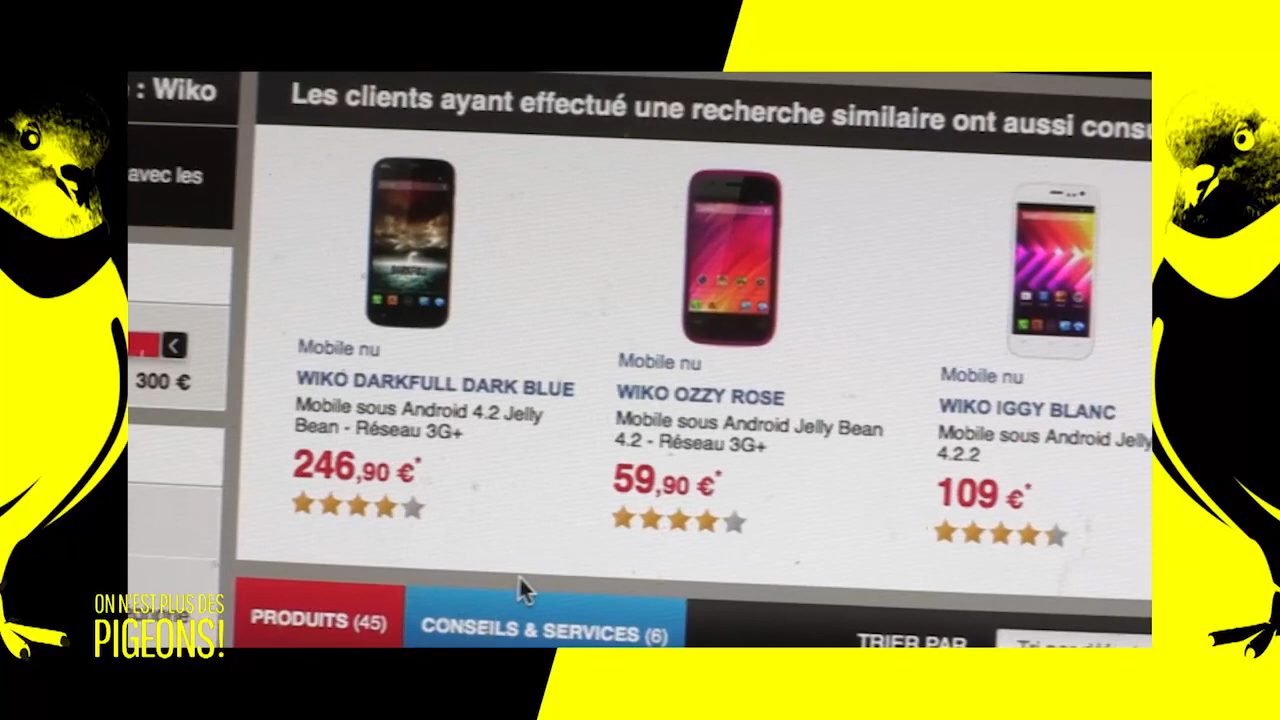 : Wiko
avec les
300 €
Les clients ayant effectué une recherche similaire ont aussi consu
DARKFULL
Mobile nu
WIKO DARKFULL DARK BLUE
Mobile sous Android 4.2 Jelly
Bean - Réseau 3G+
246,90 €*
Mobile nu
WIKO OZZY ROSE
Mobile sous Android Jelly Bean
4.2 - Réseau 3G+
59,90 €*
Mobile nu
WIKO IGGY BLANC
Mobile sous Android Jelly
4.2.2
109 €*
PRODUITS (45)
CONSEILS & SERVICES (6)
TRIER PAR
ON N'EST PLUS DES
PIGEONS!